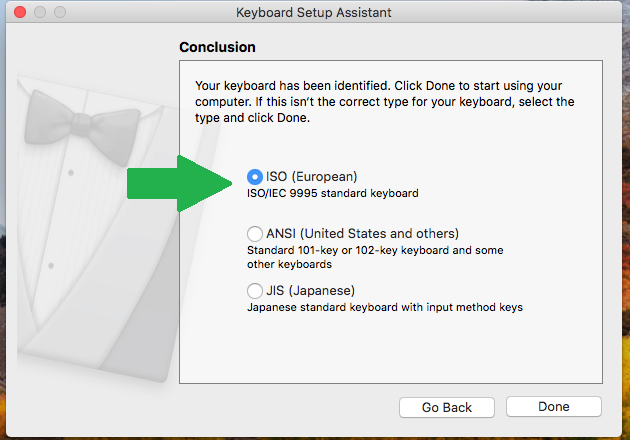 Keyboard Setup Assistant
Conclusion
Your keyboard has been identified. Click Done to start using your
computer. If this isn't the correct type for your keyboard, select the
type and click Done.
ISO (European)
ISO/IEC 9995 standard keyboard
ANSI (United States and others)
Standard 101-key or 102-key keyboard and some
other keyboards
JIS (Japanese)
Japanese standard keyboard with input method keys
Go Back
Done